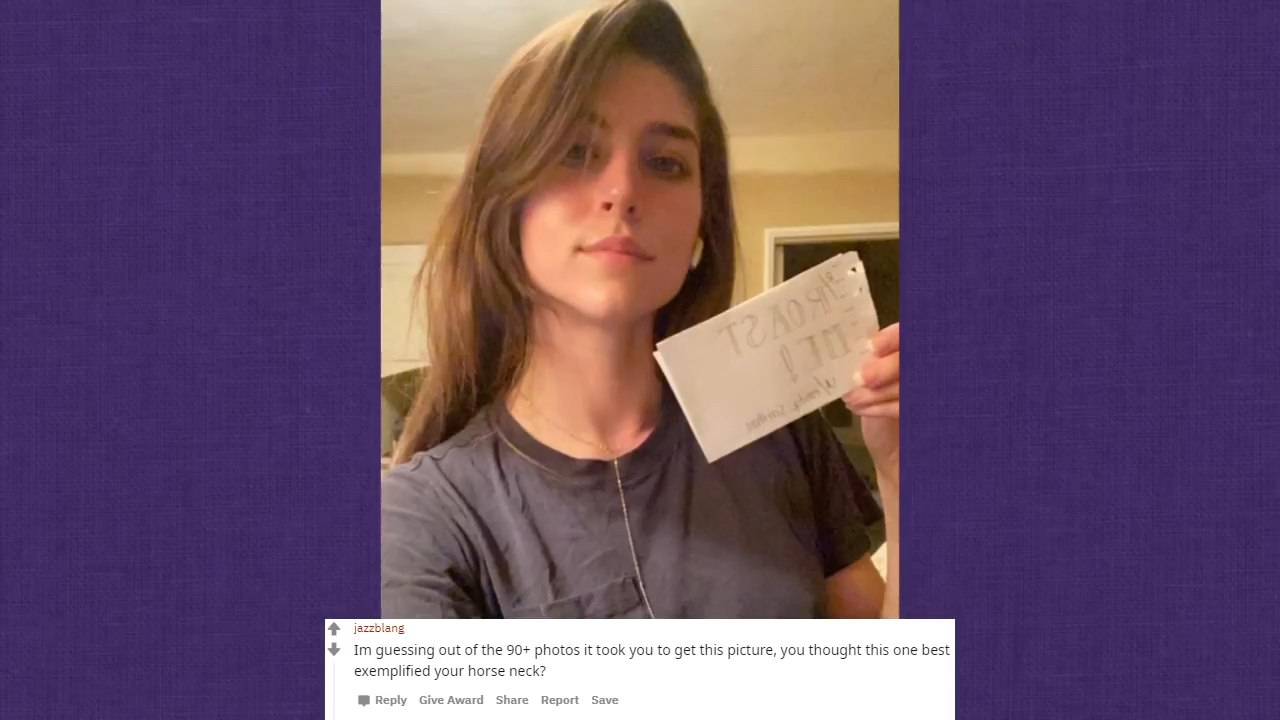 r/ROAST
ME!
jazzblang
Im guessing out of the 90+ photos it took you to get this picture, you thought this one best
exemplified your horse neck?
Reply Give Award Share Report Save